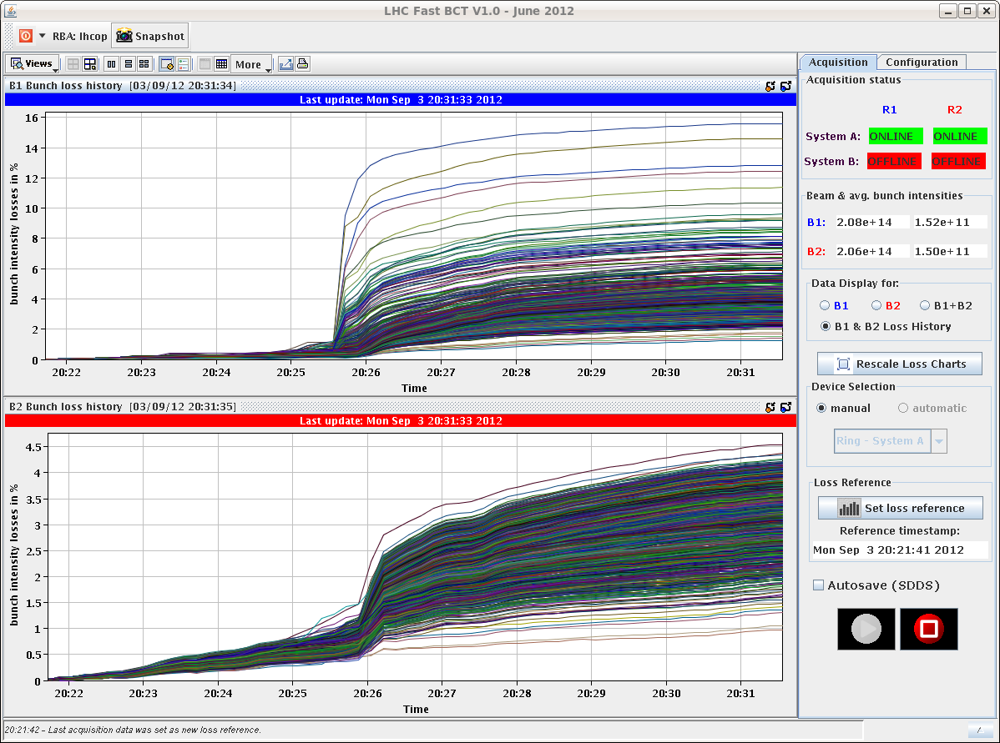 LHC Fast BCT V1.0 - June 2012
RBA: lhcop
Snapshot
Views
More
B1 Bunch loss history [03/09/12 20:31:34]
Last update: Mon Sep 3 20:31:33 2012
bunch intensity losses in %
16
14
12
10
8
6
4
2
0
20:22 20:23 20:24 20:25 20:26 20:27 20:28 20:29 20:30 20:31
Time
B2 Bunch loss history [03/09/12 20:31:35]
Last update: Mon Sep 3 20:31:33 2012
bunch intensity losses in %
4.5
4
3.5
3
2.5
2
1.5
1
0.5
0
20:22 20:23 20:24 20:25 20:26 20:27 20:28 20:29 20:30 20:31
Time
Acquisition Configuration
Acquisition status
R1 R2
System A: ONLINE ONLINE
System B: OFFLINE OFFLINE
Beam & avg. bunch intensities
B1: 2.08e+14 1.52e+11
B2: 2.06e+14 1.50e+11
Data Display for:
B1 B2 B1+B2
B1 & B2 Loss History
Rescale Loss Charts
Device Selection
manual automatic
Ring - System A
Loss Reference
Set loss reference
Reference timestamp:
Mon Sep 3 20:21:41 2012
Autosave (SDDS)
20:21:42 - Last acquisition data was set as new loss reference.